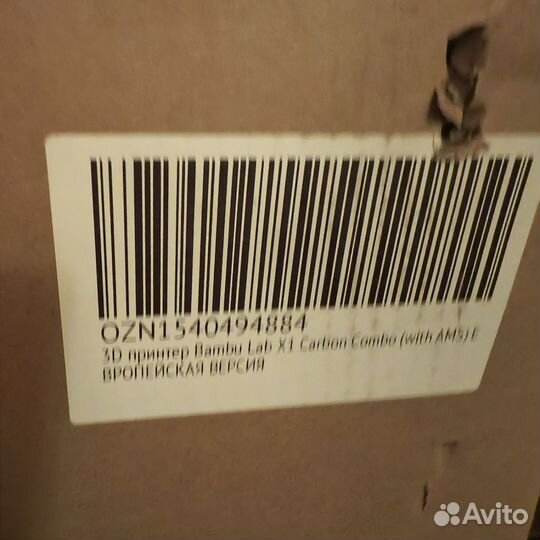 OZN1540494884
3D принтер Bambu Lab X1 Carbon Combo (with AMS) Е
ВРОПЕЙСКАЯ ВЕРСИЯ
Avito